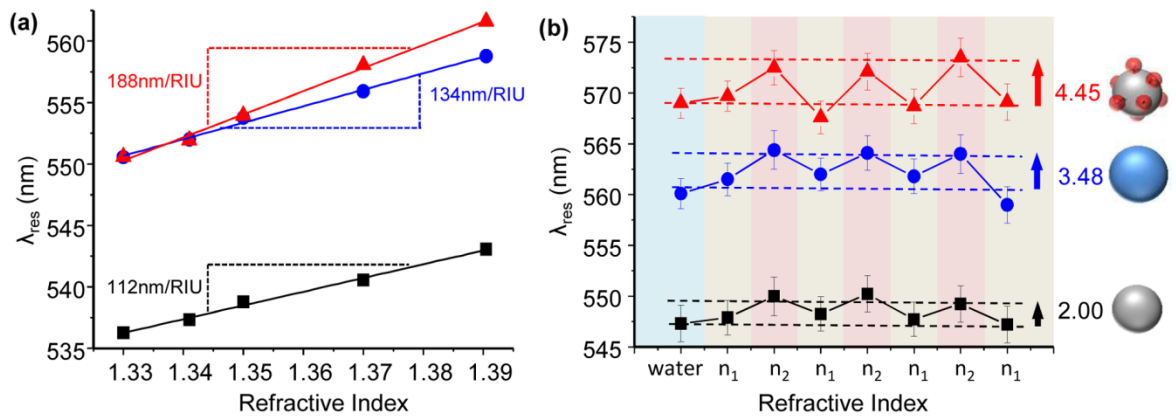 (a)
λres (nm)
560
555
550
545
540
535
188nm/RIU
134nm/RIU
112nm/RIU
1.33 1.34 1.35 1.36 1.37 1.38 1.39
Refractive Index
(b)
λres (nm)
575
570
565
560
555
550
545
4.45
3.48
2.00
water n₁ n₂ n₁ n₂ n₁ n₂ n₁
Refractive Index